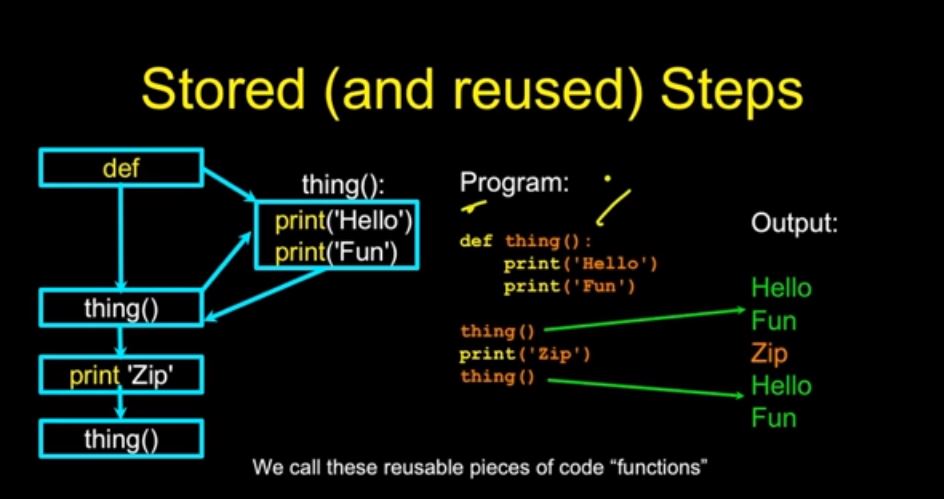 Stored (and reused) Steps
def
thing():
print('Hello')
print('Fun')
thing()
print 'Zip'
thing()
Program:
def thing():
print('Hello')
print('Fun')
thing()
print('Zip')
thing()
Output:
Hello
Fun
Zip
Hello
Fun
We call these reusable pieces of code “functions”